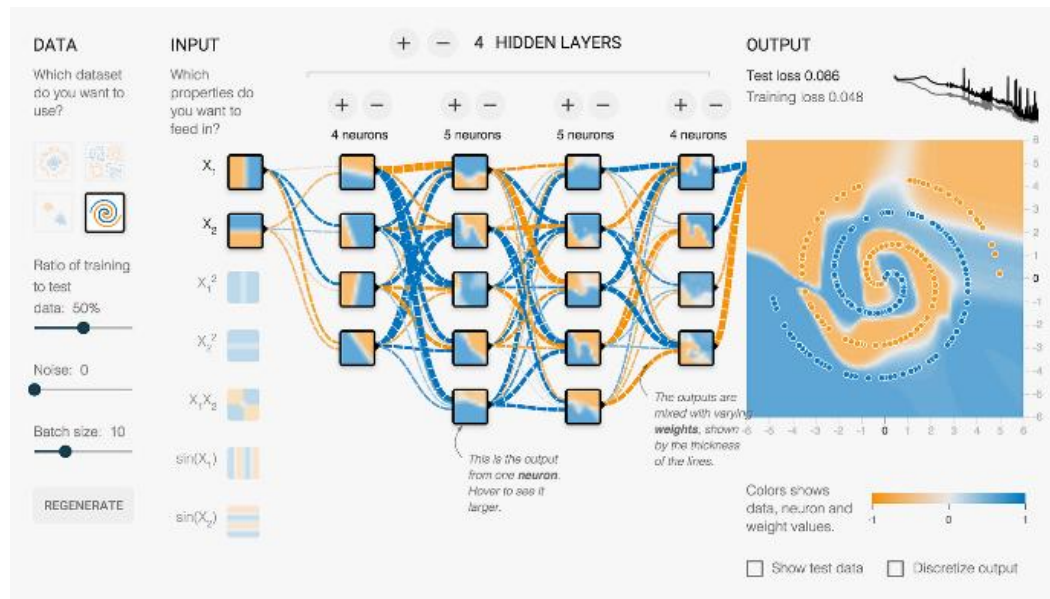 DATA
Which dataset
do you want to
use?
Ratio of training
to test
data: 50%
Noise: 0
Batch size: 10
REGENERATE
INPUT
Which
properties do
you want to
feed in?
X₁
X₂
X₁²
X₂²
X₁X₂
sin(X₁)
sin(X₂)
+ − 4 HIDDEN LAYERS
+ − + − + − + −
4 neurons 5 neurons 5 neurons 4 neurons
This is the output
from one neuron.
Hover to see it
larger.
The outputs are
mixed with varying
weights, shown
by the thickness
of the lines.
OUTPUT
Test loss 0.086
Training loss 0.048
6
5
4
3
2
1
0
-1
-2
-3
-4
-5
-6
-6 -5 -4 -3 -2 -1 0 1 2 3 4 5 6
Colors shows
data, neuron and
weight values.
-1 0 1
Show test data Discretize output